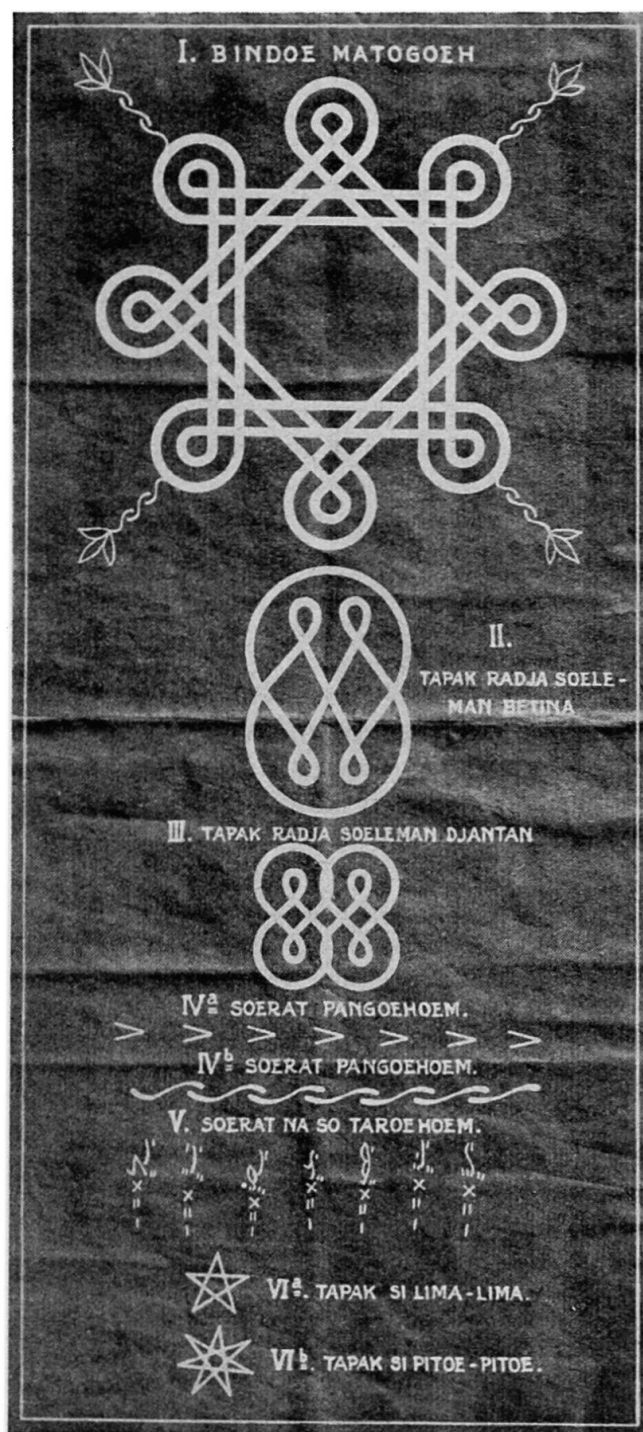 I. BINDOE MATOGOEH
II.
TAPAK RADJA SOELE-
MAN BETINA
III. TAPAK RADJA SOELEMAN DJANTAN
IVa SOERAT PANGOEHOEM.
> > > > > > >
IVb SOERAT PANGOEHOEM.
V. SOERAT NA SO TAROEHOEM.
VIa. TAPAK SI LIMA-LIMA.
VIb. TAPAK SI PITOE-PITOE.